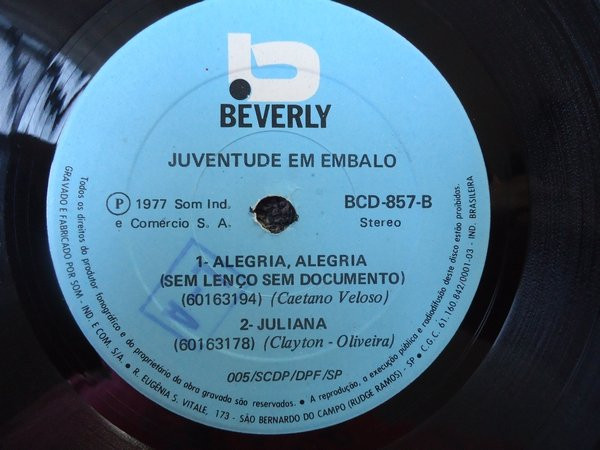 b
BEVERLY
JUVENTUDE EM EMBALO
℗ 1977 Som Ind.
e Comércio S. A.
BCD-857-B
Stereo
1- ALEGRIA, ALEGRIA
(SEM LENÇO SEM DOCUMENTO)
(60163194) (Caetano Veloso)
2- JULIANA
(60163178) (Clayton - Oliveira)
005/SCDP/DPF/SP
Todos os direitos do produtor fonográfico e do proprietário da obra gravada são reservados. • A reprodução, a execução pública e radiodifusão deste disco estão proibidos.
GRAVADO E FABRICADO POR SOM - IND. E COM. S/A. • R. EUGÊNIA S. VITALE, 173 - SÃO BERNARDO DO CAMPO (RUDGE RAMOS) - SP • C.G.C. 61.160.842/0001-03 - IND. BRASILEIRA